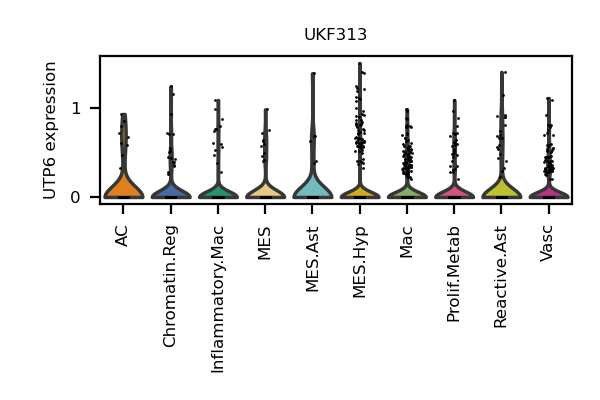 UKF313
UTP6 expression
1
0
AC
Chromatin.Reg
Inflammatory.Mac
MES
MES.Ast
MES.Hyp
Mac
Prolif.Metab
Reactive.Ast
Vasc